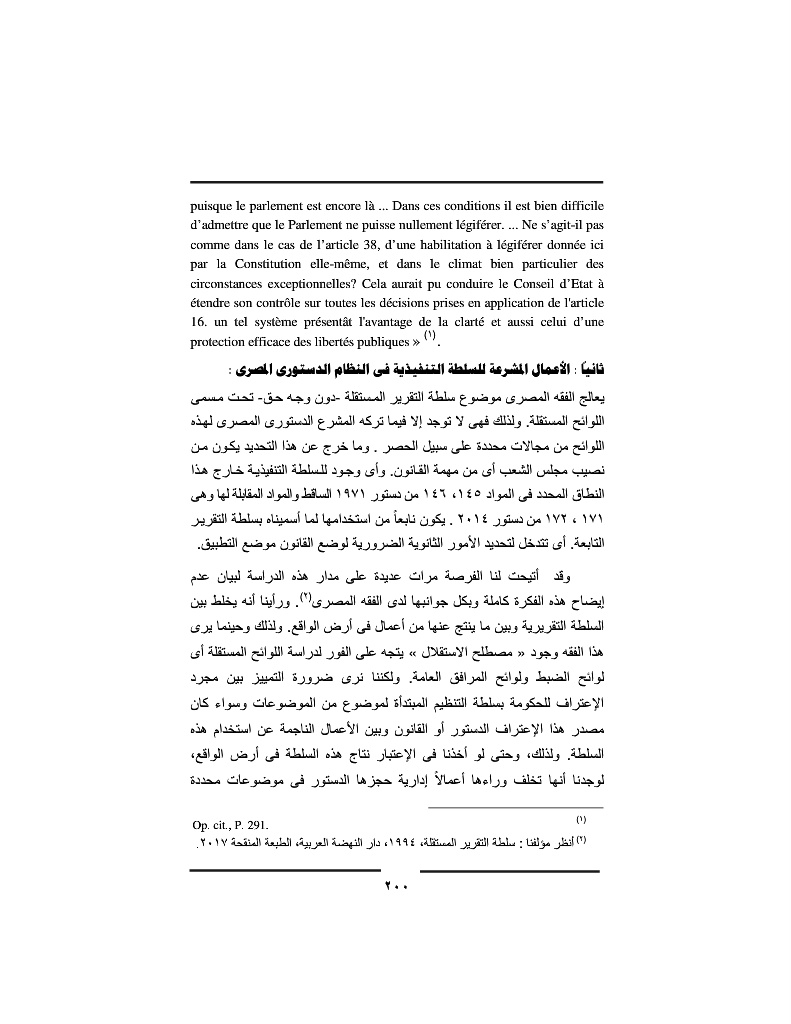 puisque le parlement est encore là ... Dans ces conditions il est bien difficile
d’admettre que le Parlement ne puisse nullement légiférer. ... Ne s’agit-il pas
comme dans le cas de l’article 38, d’une habilitation à légiférer donnée ici
par la Constitution elle-même, et dans le climat bien particulier des
circonstances exceptionnelles? Cela aurait pu conduire le Conseil d’Etat à
étendre son contrôle sur toutes les décisions prises en application de l'article
16. un tel système présentât l'avantage de la clarté et aussi celui d’une
protection efficace des libertés publiques » (١).
ثانياً : الأعمال المشرعة للسلطة التنفيذية فى النظام الدستورى المصرى :
يعالج الفقه المصرى موضوع سلطة التقرير المستقلة -دون وجه حق- تحت مسمى
اللوائح المستقلة. ولذلك فهى لا توجد إلا فيما تركه المشرع الدستورى المصرى لهذه
اللوائح من مجالات محددة على سبيل الحصر . وما خرج عن هذا التحديد يكون من
نصيب مجلس الشعب أى من مهمة القانون. وأى وجود للسلطة التنفيذية خارج هذا
النطاق المحدد فى المواد ١٤٥، ١٤٦ من دستور ١٩٧١ الساقط والمواد المقابلة لها وهى
١٧١ ، ١٧٢ من دستور ٢٠١٤ . يكون نابعاً من استخدامها لما أسميناه بسلطة التقرير
التابعة. أى تتدخل لتحديد الأمور الثانوية الضرورية لوضع القانون موضع التطبيق.
وقد أتيحت لنا الفرصة مرات عديدة على مدار هذه الدراسة لبيان عدم
إيضاح هذه الفكرة كاملة وبكل جوانبها لدى الفقه المصرى(٢). ورأينا أنه يخلط بين
السلطة التقريرية وبين ما ينتج عنها من أعمال فى أرض الواقع. ولذلك وحينما يرى
هذا الفقه وجود « مصطلح الاستقلال » يتجه على الفور لدراسة اللوائح المستقلة أى
لوائح الضبط ولوائح المرافق العامة. ولكننا نرى ضرورة التمييز بين مجرد
الإعتراف للحكومة بسلطة التنظيم المبتدأة لموضوع من الموضوعات وسواء كان
مصدر هذا الإعتراف الدستور أو القانون وبين الأعمال الناجمة عن استخدام هذه
السلطة. ولذلك، وحتى لو أخذنا فى الإعتبار نتاج هذه السلطة فى أرض الواقع،
لوجدنا أنها تخلف وراءها أعمالاً إدارية حجزها الدستور فى موضوعات محددة
(١) Op. cit., P. 291.
(٢) أنظر مؤلفنا : سلطة التقرير المستقلة، ١٩٩٤، دار النهضة العربية، الطبعة المنقحة ٢٠١٧.
٢٠٠